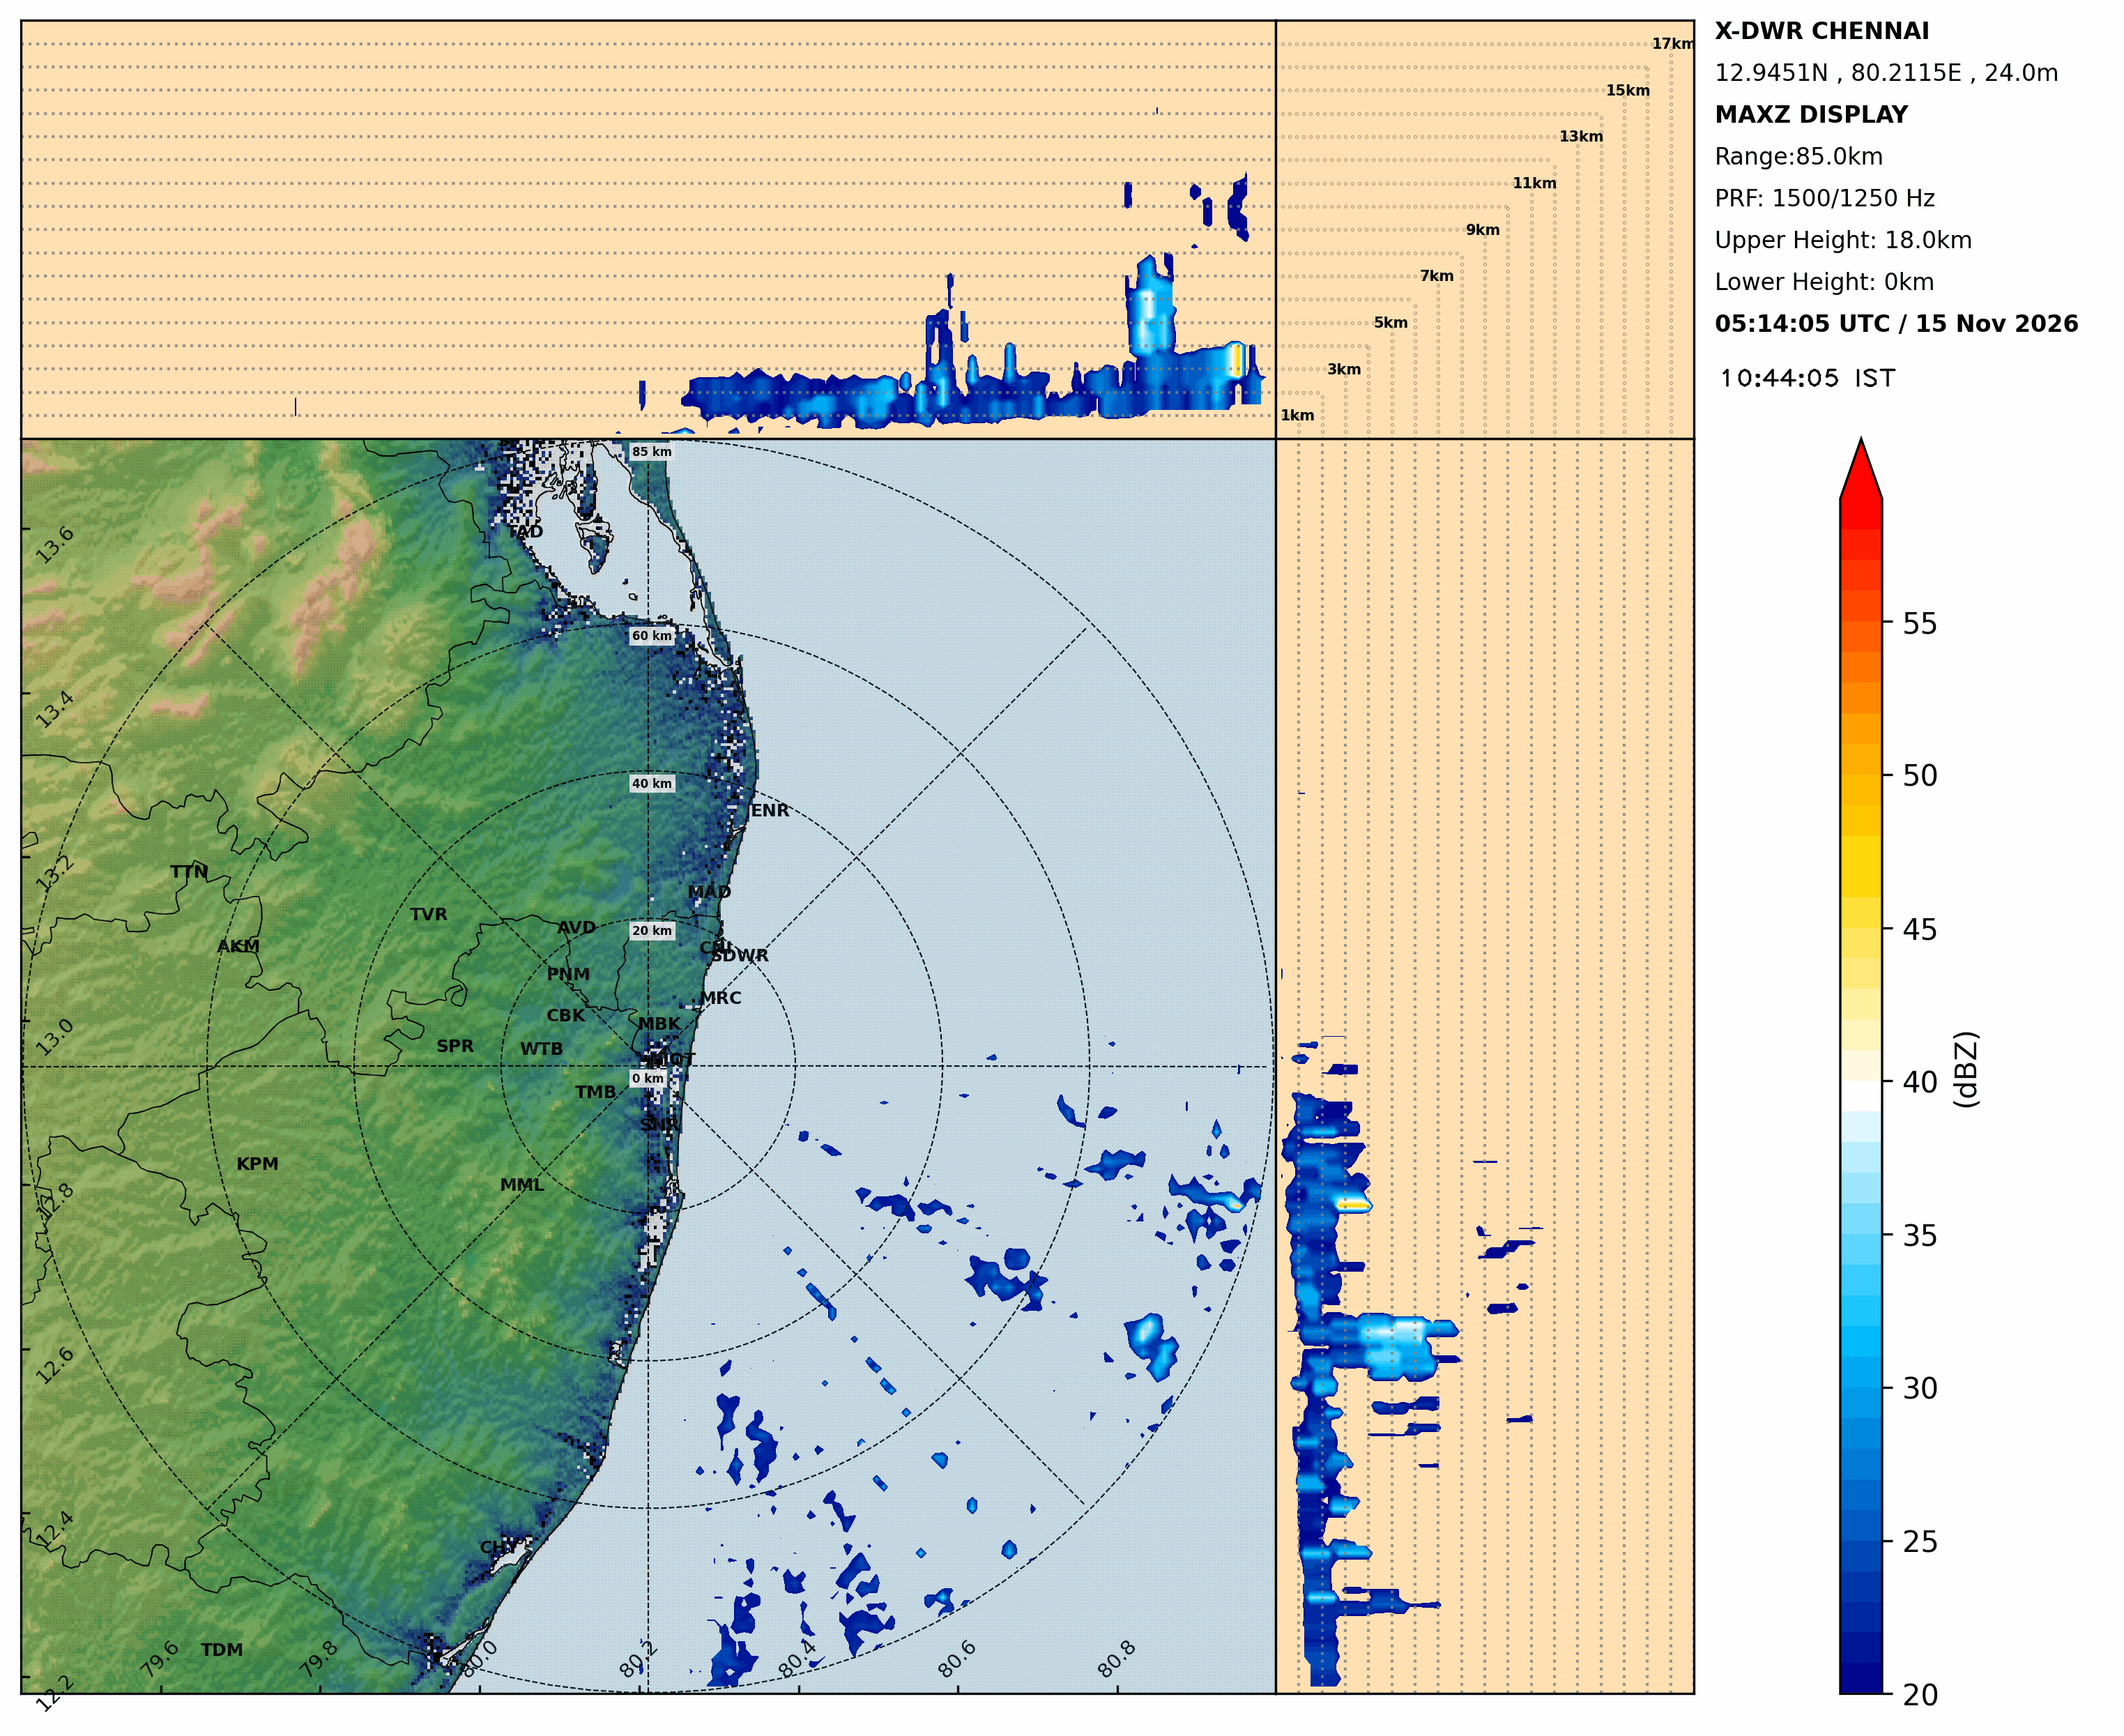 X-DWR CHENNAI
12.9451N , 80.2115E , 24.0m
MAXZ DISPLAY
Range:85.0km
PRF: 1500/1250 Hz
Upper Height: 18.0km
Lower Height: 0km
05:14:05 UTC / 15 Nov 2026
10:44:05 IST
17km
15km
13km
11km
9km
7km
5km
3km
1km
85 km
TAD
13.6
60 km
13.4
40 km
ENR
13.2
TTN
MAD
TVR
AVD
20 km
AKM
SDWR
PNM
MRC
CBK
MBK
13.0
SPR
WTB
0 km
TMB
SNR
KPM
MML
12.8
12.6
12.4
CHY
TDM
12.2
79.6
79.8
80.0
80.2
80.4
80.6
80.8
55
50
45
40
35
30
25
20
(dBZ)